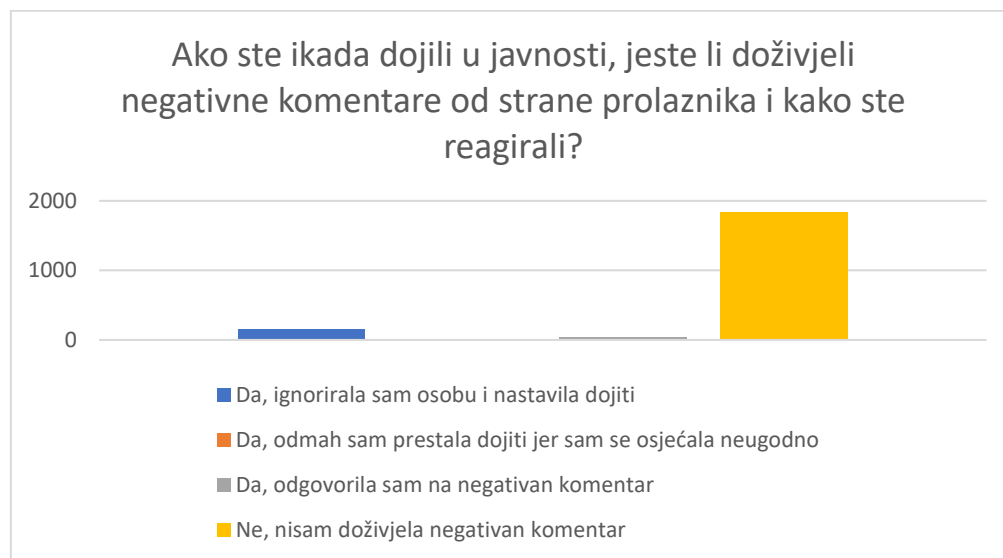 Ako ste ikada dojili u javnosti, jeste li doživjeli
negativne komentare od strane prolaznika i kako ste
reagirali?
2000
1000
0
Da, ignorirala sam osobu i nastavila dojiti
Da, odmah sam prestala dojiti jer sam se osjećala neugodno
Da, odgovorila sam na negativan komentar
Ne, nisam doživjela negativan komentar